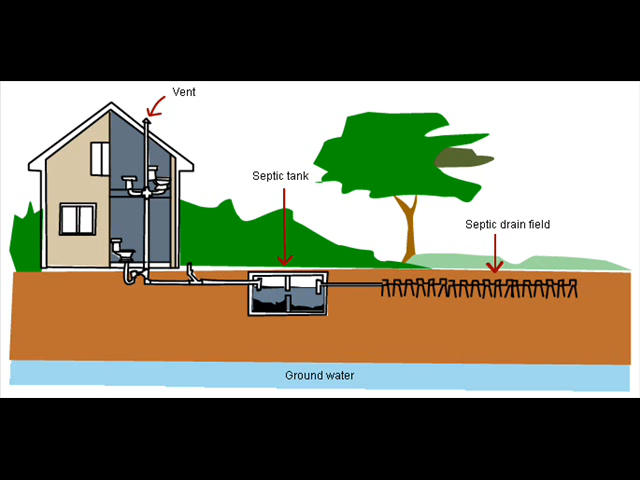 Vent
Septic tank
Septic drain field
Ground water